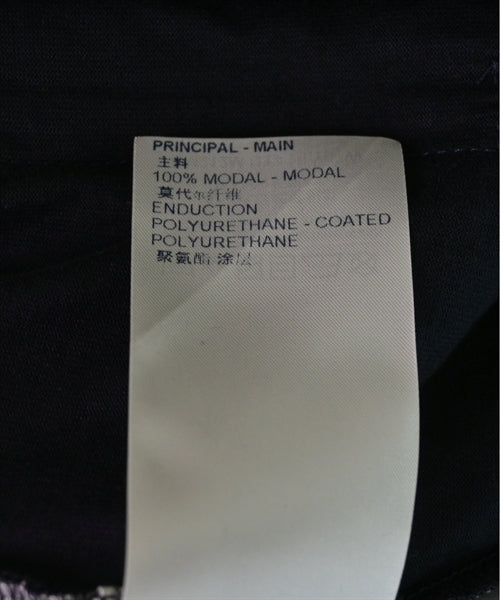 PRINCIPAL - MAIN
主料
100% MODAL - MODAL
莫代尔纤维
ENDUCTION
POLYURETHANE - COATED
POLYURETHANE
聚氨酯 涂层